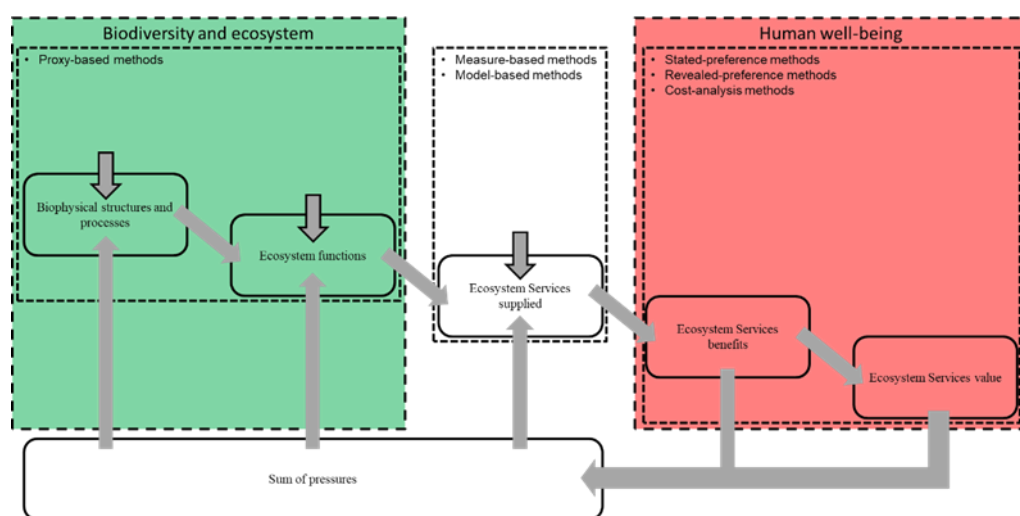 Biodiversity and ecosystem
• Proxy-based methods
Biophysical structures and
processes
Ecosystem functions
• Measure-based methods
• Model-based methods
Ecosystem Services
supplied
Human well-being
• Stated-preference methods
• Revealed-preference methods
• Cost-analysis methods
Ecosystem Services
benefits
Ecosystem Services value
Sum of pressures